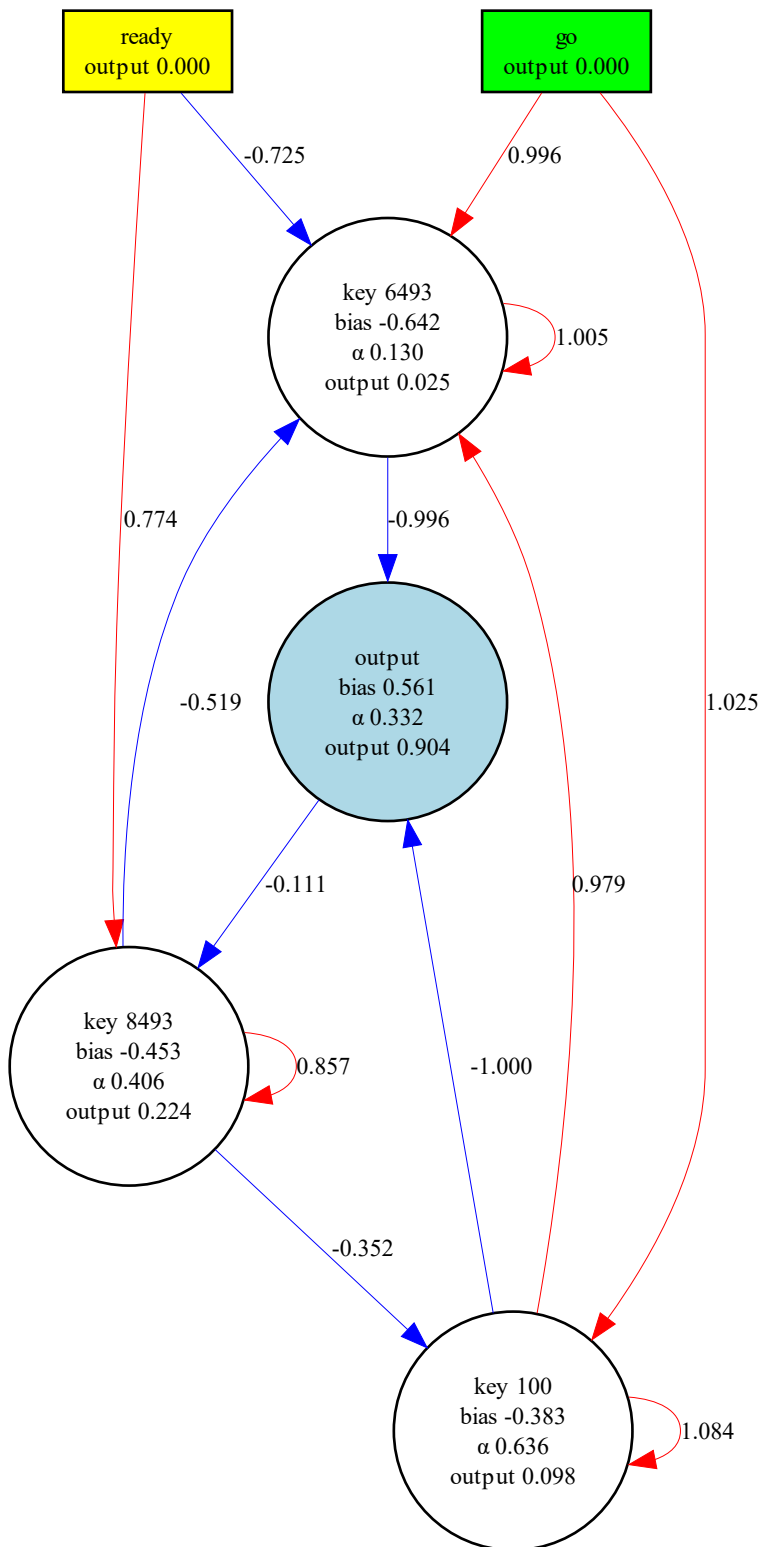 ready
output 0.000
go
output 0.000
-0.725
0.996
key 6493
bias -0.642
α 0.130
output 0.025
1.005
0.774
-0.996
output
bias 0.561
α 0.332
output 0.904
-0.519
1.025
-0.111
0.979
key 8493
bias -0.453
α 0.406
output 0.224
0.857
-1.000
-0.352
key 100
bias -0.383
α 0.636
output 0.098
1.084